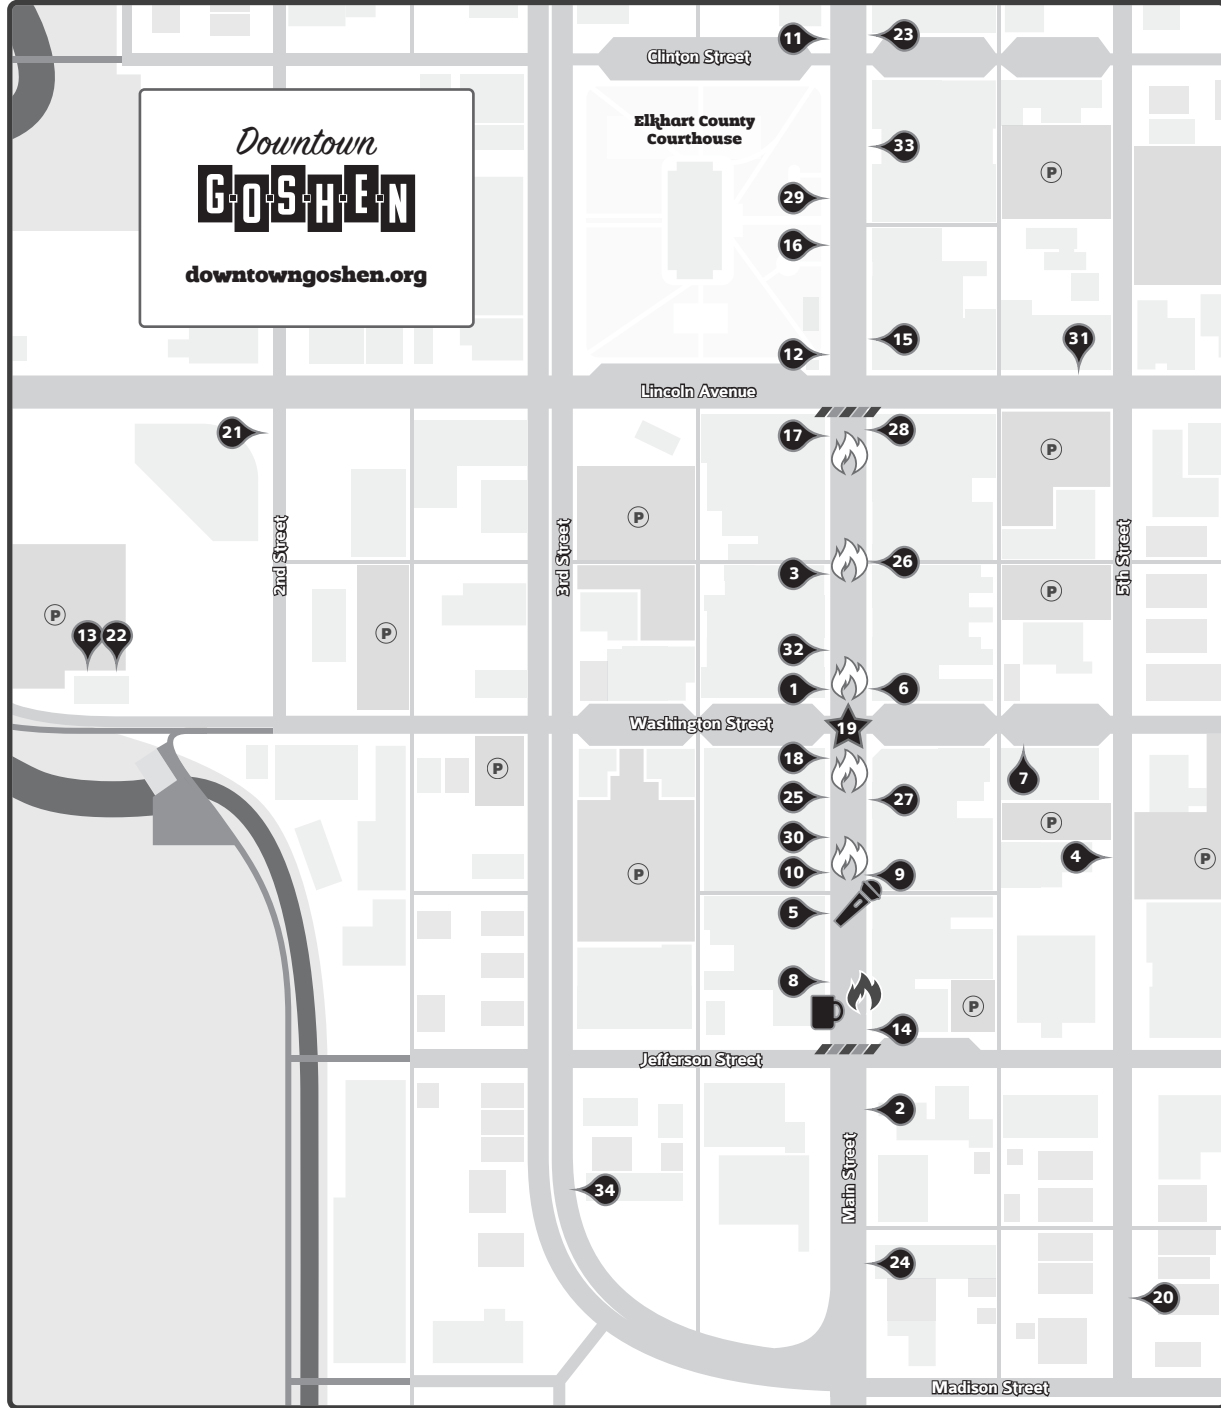 11
23
Clinton Street
Elkhart County
Courthouse
Downtown
G·O·S·H·E·N
downtowngoshen.org
33
P
29
16
15
31
12
Lincoln Avenue
21
17
28
P
P
2nd Street
3rd Street
5th Street
26
3
P
P
13
22
P
32
1
6
Washington Street
19
18
P
7
25
27
P
30
4
P
10
9
P
5
8
P
14
Jefferson Street
2
Main Street
34
24
20
Madison Street